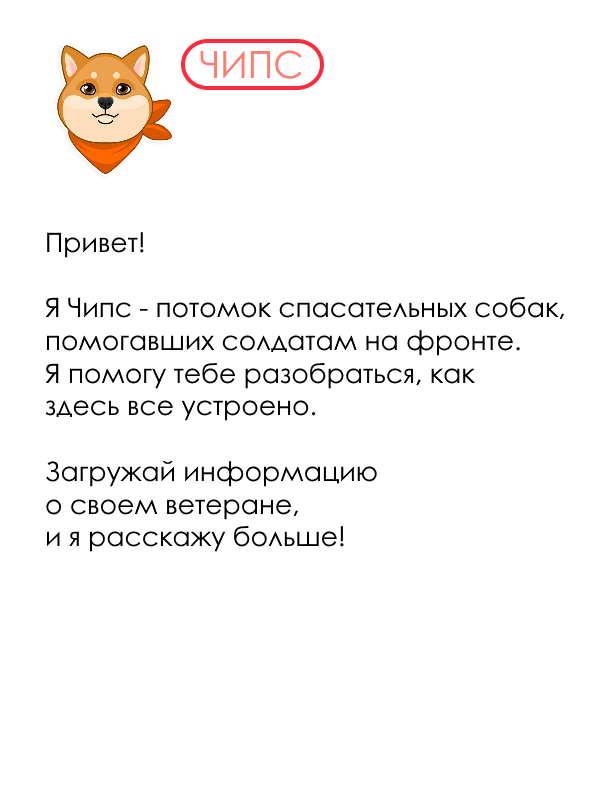 ЧИПС
Привет!
Я Чипс - потомок спасательных собак,
помогавших солдатам на фронте.
Я помогу тебе разобраться, как
здесь все устроено.
Загружай информацию
о своем ветеране,
и я расскажу больше!